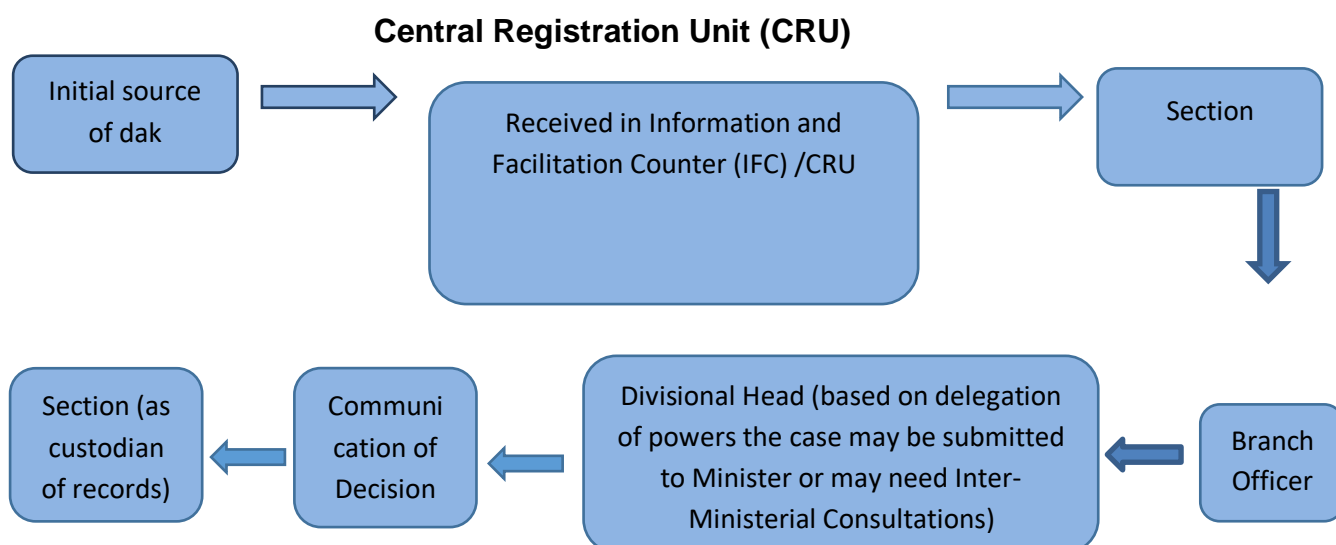 Central Registration Unit (CRU)
Initial source
of dak
Received in Information and
Facilitation Counter (IFC) /CRU
Section
Branch
Officer
Divisional Head (based on delegation
of powers the case may be submitted
to Minister or may need Inter-
Ministerial Consultations)
Communi
cation of
Decision
Section (as
custodian
of records)